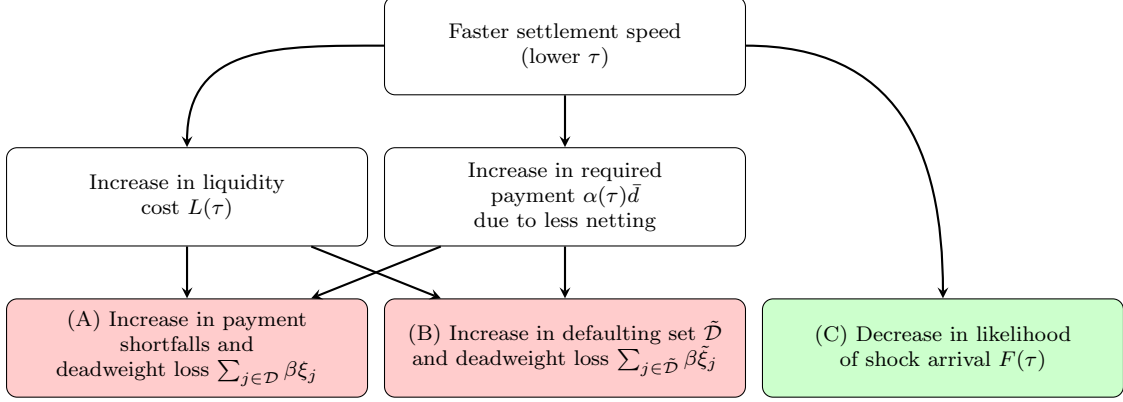 Faster settlement speed
(lower τ)
Increase in liquidity
cost L(τ)
Increase in required
payment α(τ)d̄
due to less netting
(A) Increase in payment
shortfalls and
deadweight loss ∑_{j∈𝒟} βξ_j
(B) Increase in defaulting set 𝒟̃
and deadweight loss ∑_{j∈𝒟̃} βξ̃_j
(C) Decrease in likelihood
of shock arrival F(τ)